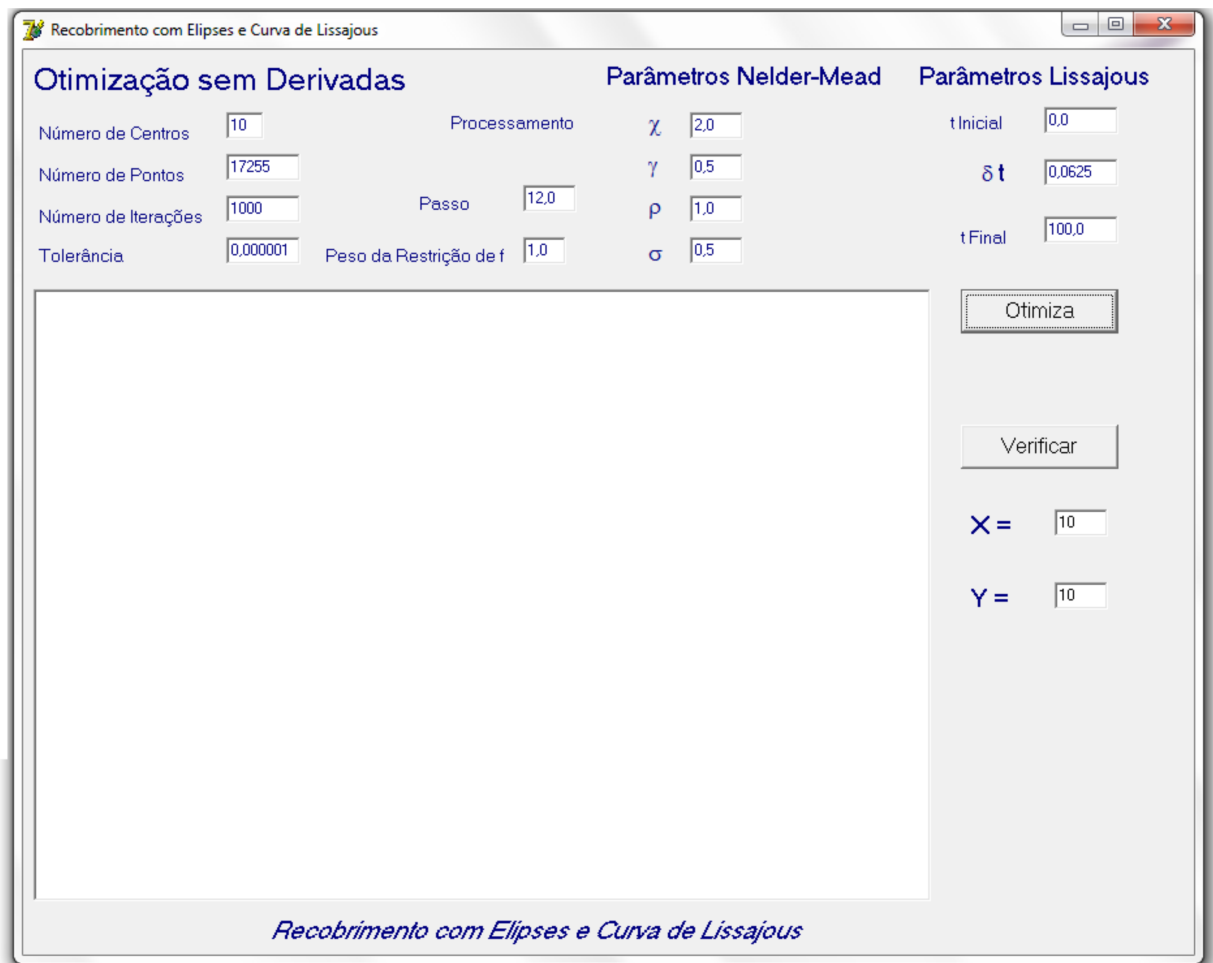 Recobrimento com Elipses e Curva de Lissajous
Otimização sem Derivadas
Parâmetros Nelder-Mead
Parâmetros Lissajous
Número de Centros 10
Processamento
χ 2,0
t Inicial 0,0
Número de Pontos 17255
γ 0,5
δ t 0,0625
Número de Iterações 1000
Passo 12,0
ρ 1,0
t Final 100,0
Tolerância 0,000001
Peso da Restrição de f 1,0
σ 0,5
Otimiza
Verificar
X = 10
Y = 10
Recobrimento com Elipses e Curva de Lissajous